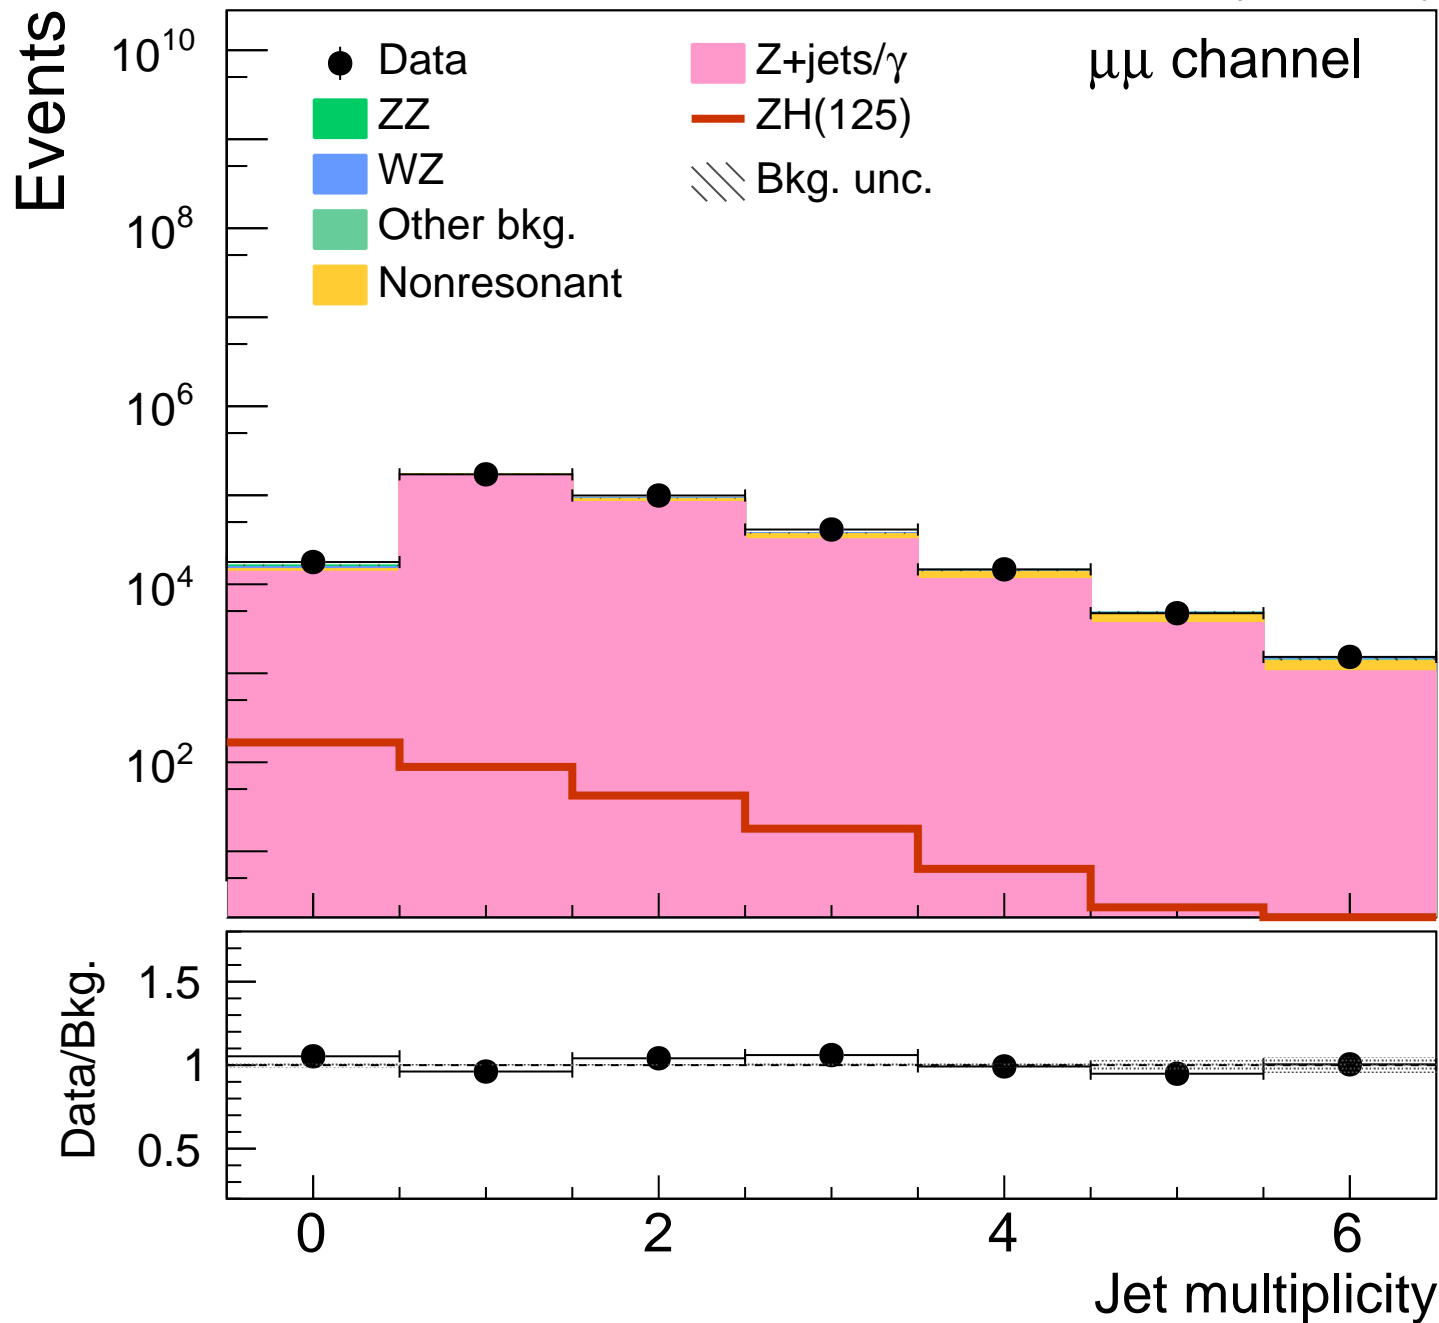 Events
10^10
10^8
10^6
10^4
10^2
Data
ZZ
WZ
Other bkg.
Nonresonant
Z+jets/γ
ZH(125)
Bkg. unc.
μμ channel
Data/Bkg.
1.5
1
0.5
0 2 4 6
Jet multiplicity